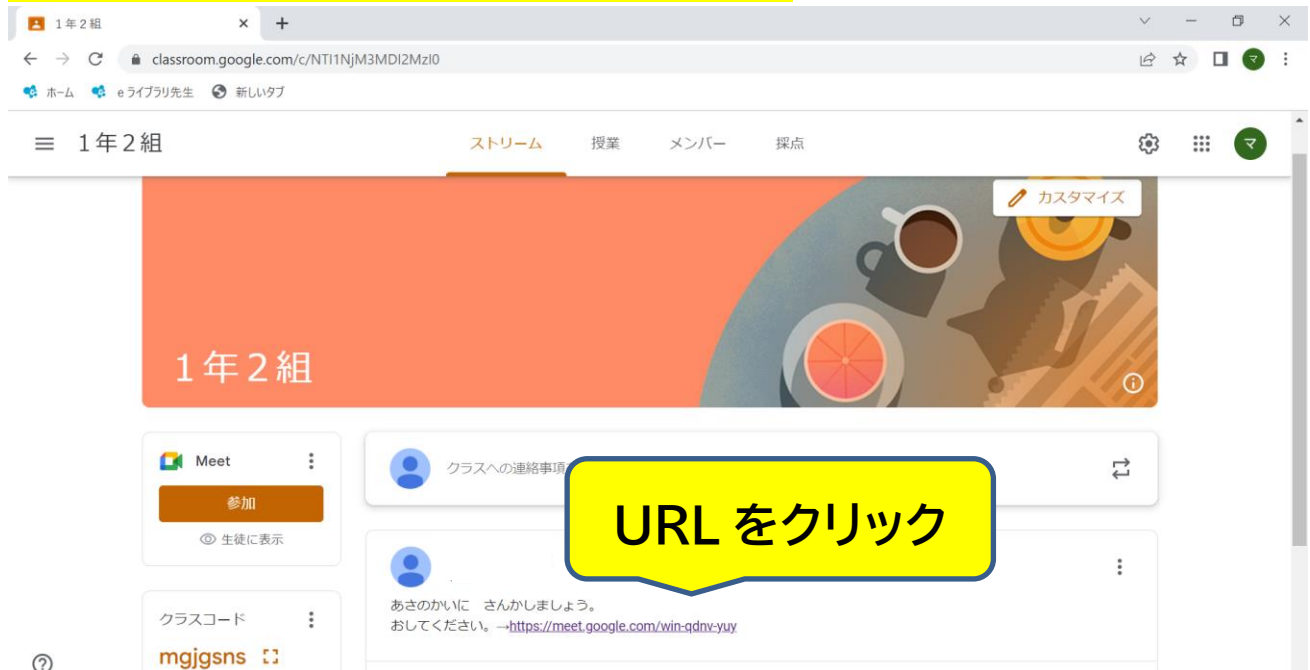 1年2組
classroom.google.com/c/NTI1NjM3MDI2MzI0
ホーム eライブラリ先生 新しいタブ
1年2組 ストリーム 授業 メンバー 採点 マ
カスタマイズ
1年2組
Meet
参加
生徒に表示
クラスへの連絡事項
URL をクリック
あさのかいに さんかしましょう。
おしてください。→https://meet.google.com/win-qdnv-yuy
クラスコード
mgjgsns